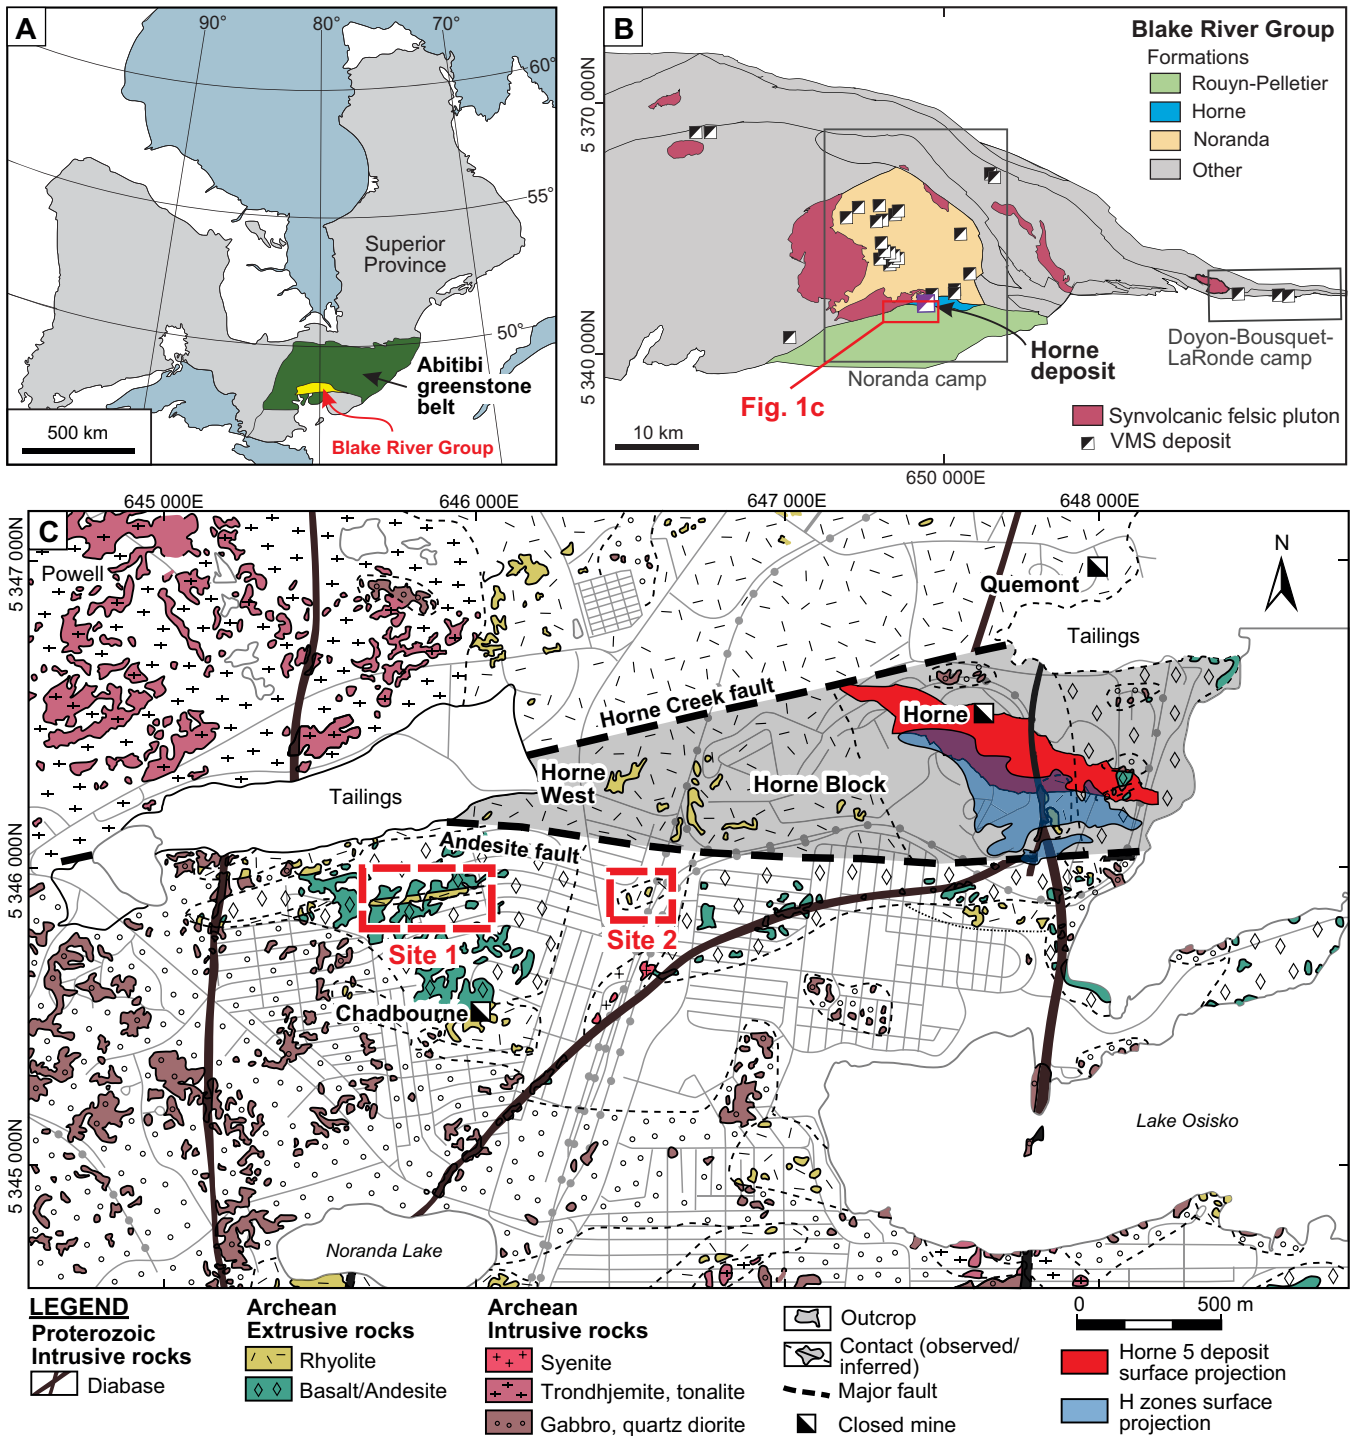 A
90°
80°
70°
60°
55°
50°
Superior
Province
Abitibi
greenstone
belt
Blake River Group
500 km
B
5 370 000N
5 340 000N
Blake River Group
Formations
Rouyn-Pelletier
Horne
Noranda
Other
Doyon-Bousquet-
LaRonde camp
Horne
deposit
Noranda camp
Fig. 1c
Synvolcanic felsic pluton
VMS deposit
10 km
650 000E
645 000E
646 000E
647 000E
648 000E
C
5 347 000N
5 346 000N
5 345 000N
Powell
Quemont
N
Tailings
Horne Creek fault
Horne
Horne
West
Horne Block
Tailings
Andesite fault
Site 1
Site 2
Chadbourne
Lake Osisko
Noranda Lake
LEGEND
Proterozoic
Intrusive rocks
Diabase
Archean
Extrusive rocks
Rhyolite
Basalt/Andesite
Archean
Intrusive rocks
Syenite
Trondhjemite, tonalite
Gabbro, quartz diorite
Outcrop
Contact (observed/
inferred)
Major fault
Closed mine
0 500 m
Horne 5 deposit
surface projection
H zones surface
projection